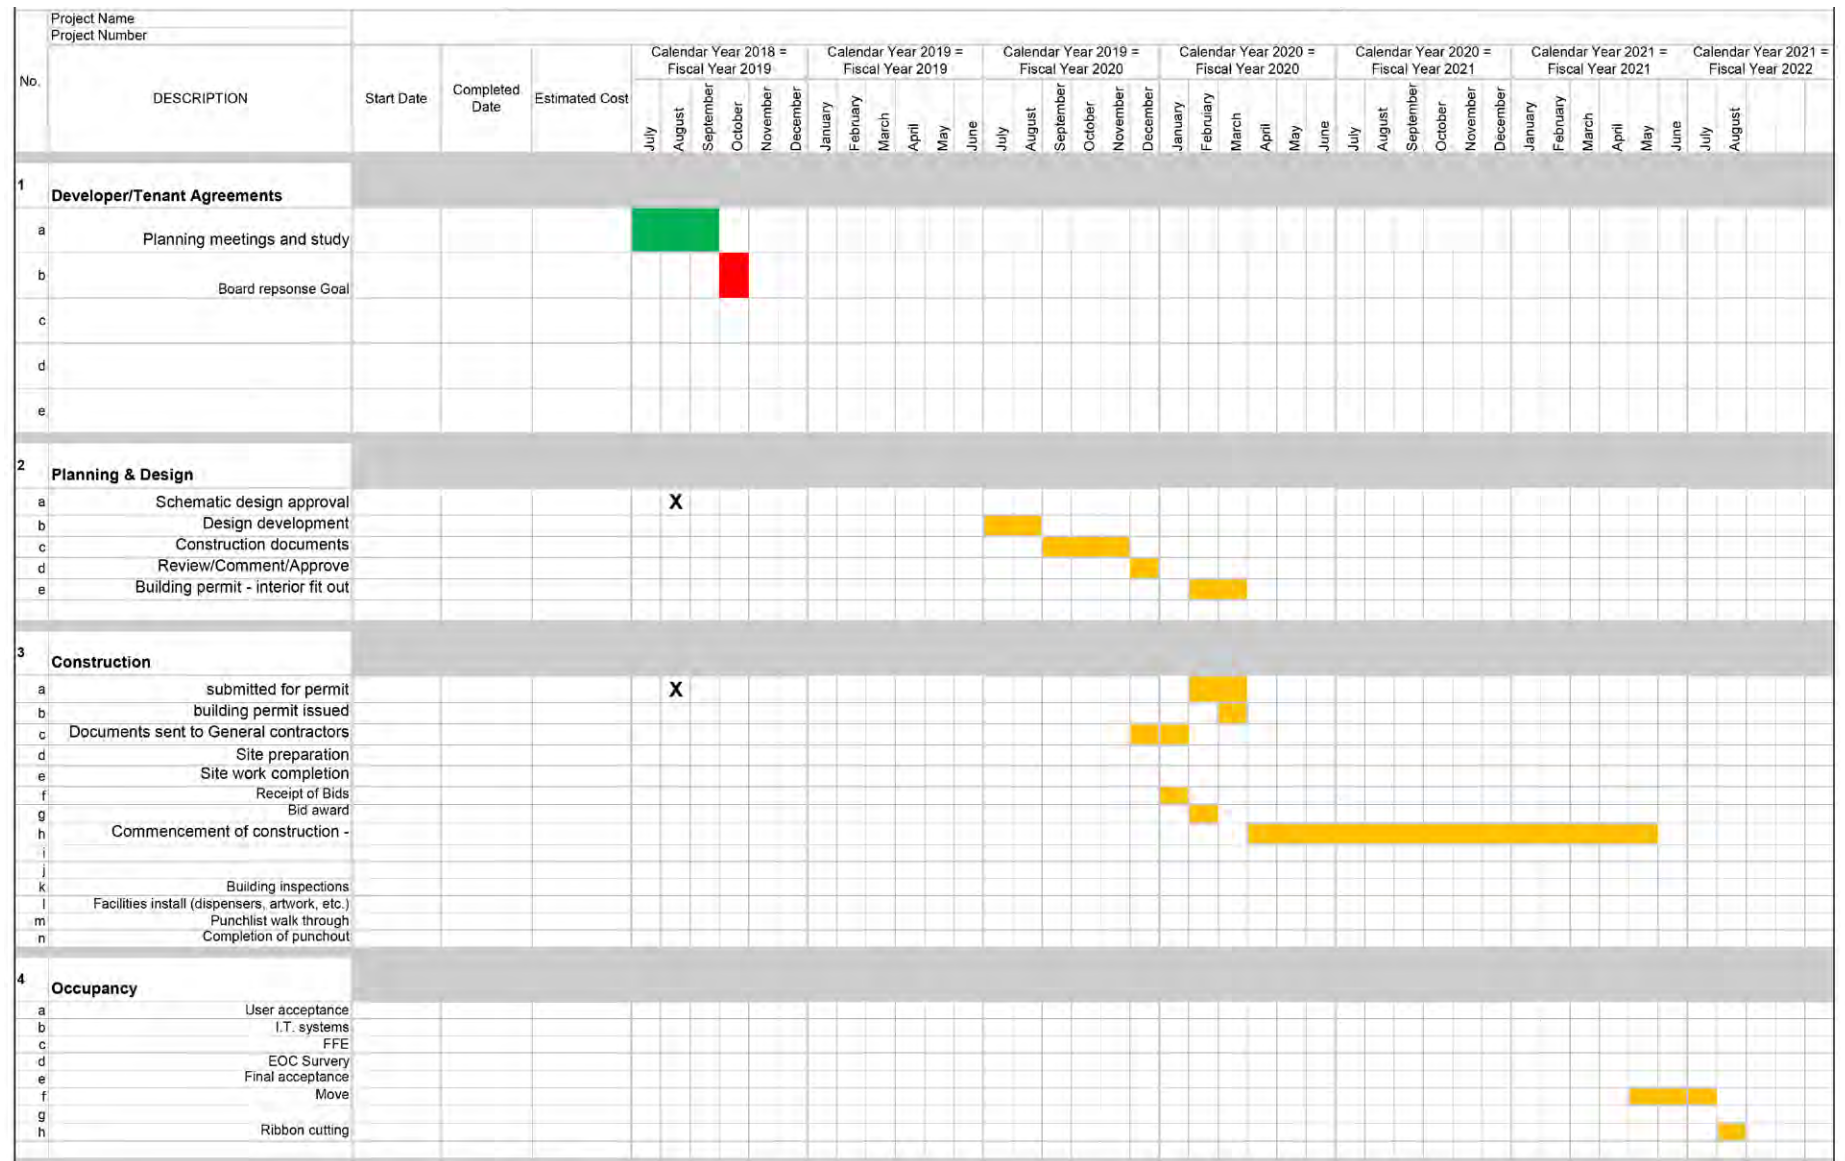 Project Name
Project Number
No.
DESCRIPTION
Start Date
Completed
Date
Estimated Cost
Calendar Year 2018 =
Fiscal Year 2019
Calendar Year 2019 =
Fiscal Year 2019
Calendar Year 2019 =
Fiscal Year 2020
Calendar Year 2020 =
Fiscal Year 2020
Calendar Year 2020 =
Fiscal Year 2021
Calendar Year 2021 =
Fiscal Year 2021
Calendar Year 2021 =
Fiscal Year 2022
July
August
September
October
November
December
January
February
March
April
May
June
July
August
September
October
November
December
January
February
March
April
May
June
July
August
September
October
November
December
January
February
March
April
May
June
July
August
1 Developer/Tenant Agreements
a Planning meetings and study
b Board repsonse Goal
c
d
e
2 Planning & Design
a Schematic design approval X
b Design development
c Construction documents
d Review/Comment/Approve
e Building permit - interior fit out
3 Construction
a submitted for permit X
b building permit issued
c Documents sent to General contractors
d Site preparation
e Site work completion
f Receipt of Bids
g Bid award
h Commencement of construction -
i
j
k Building inspections
l Facilities install (dispensers, artwork, etc.)
m Punchlist walk through
n Completion of punchout
4 Occupancy
a User acceptance
b I.T. systems
c FFE
d EOC Survery
e Final acceptance
f Move
g
h Ribbon cutting